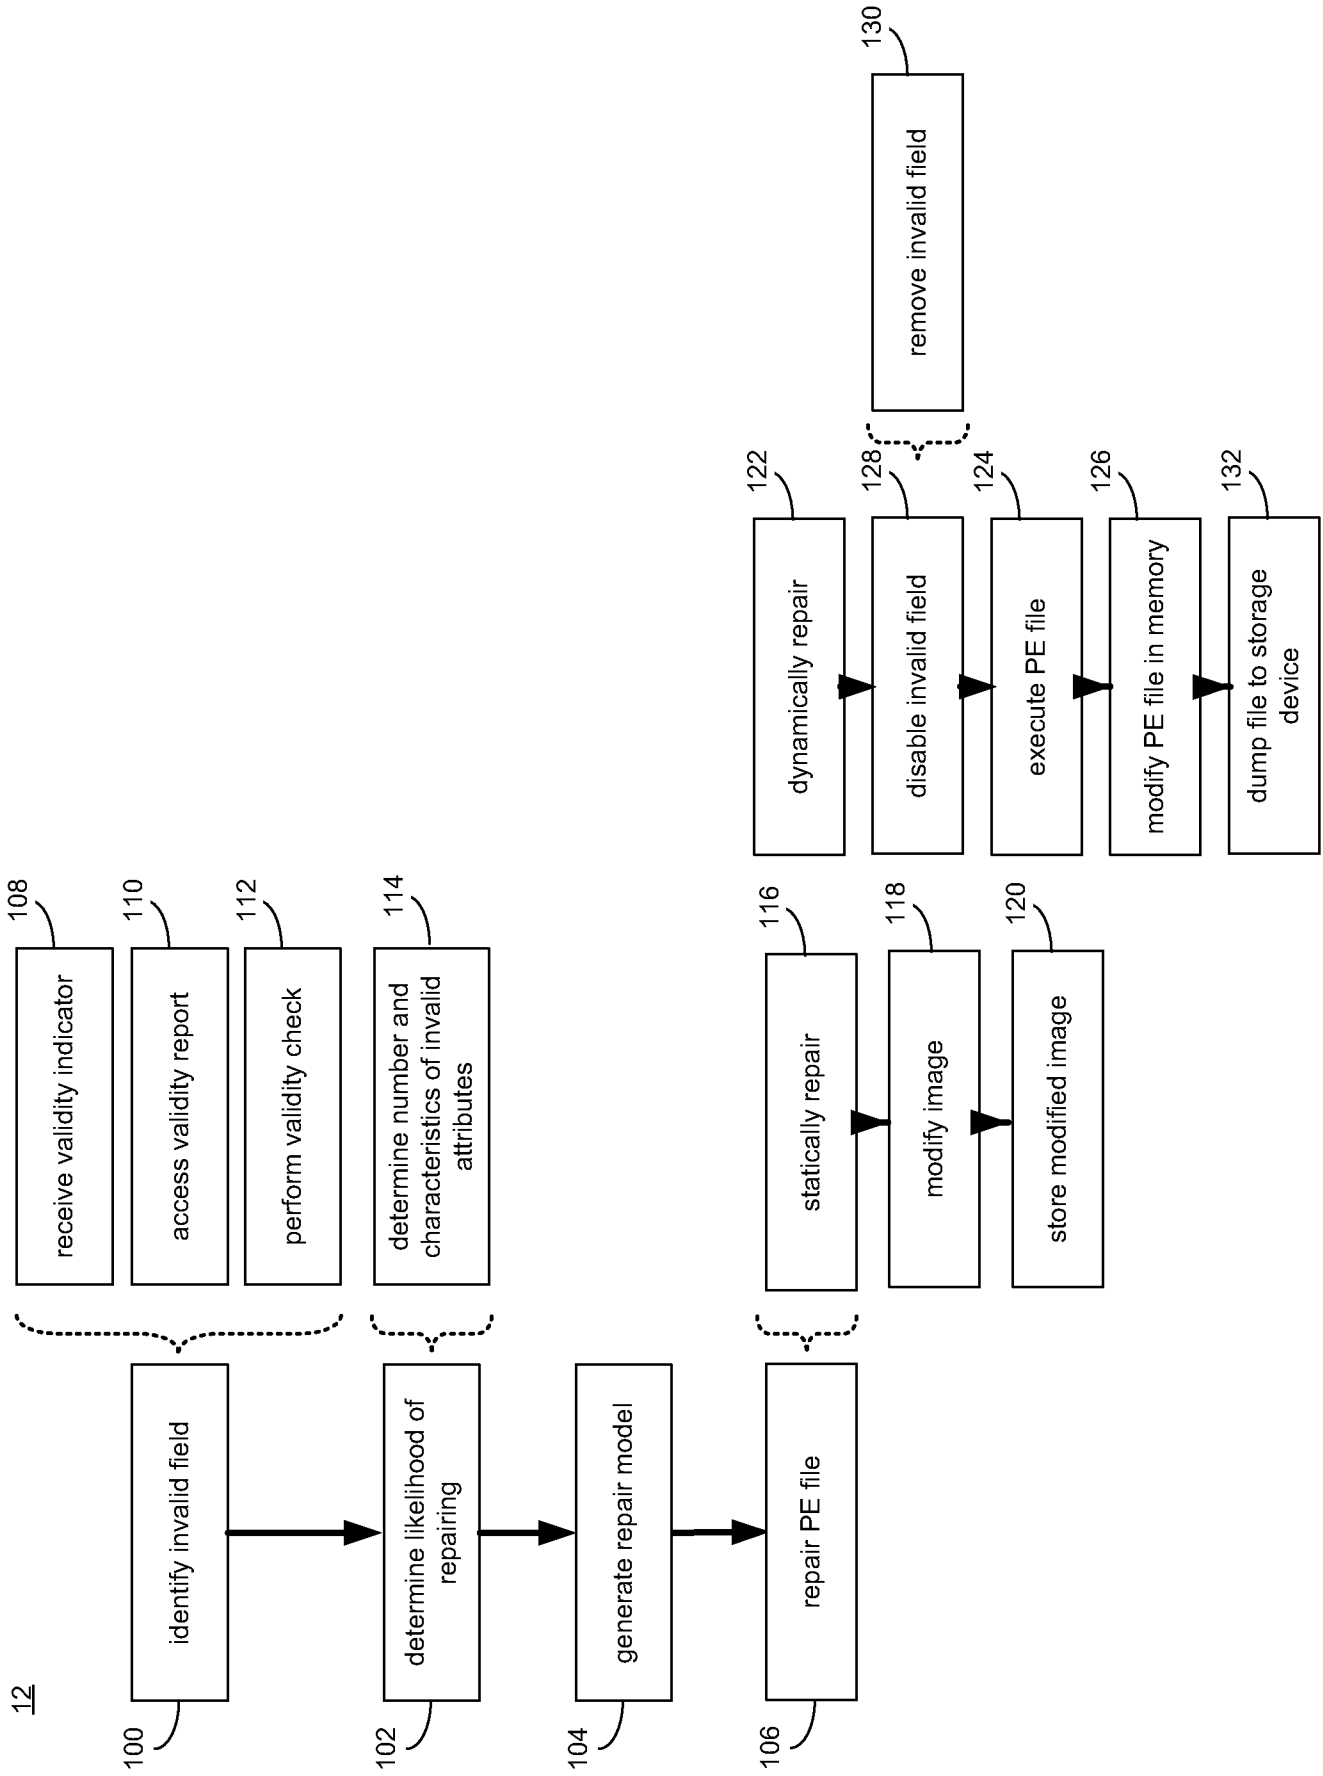 12
100
identify invalid field
102
determine likelihood of
repairing
104
generate repair model
106
repair PE file
108
receive validity indicator
110
access validity report
112
perform validity check
114
determine number and
characteristics of invalid
attributes
116
statically repair
118
modify image
120
store modified image
122
dynamically repair
128
disable invalid field
124
execute PE file
126
modify PE file in memory
132
dump file to storage
device
130
remove invalid field